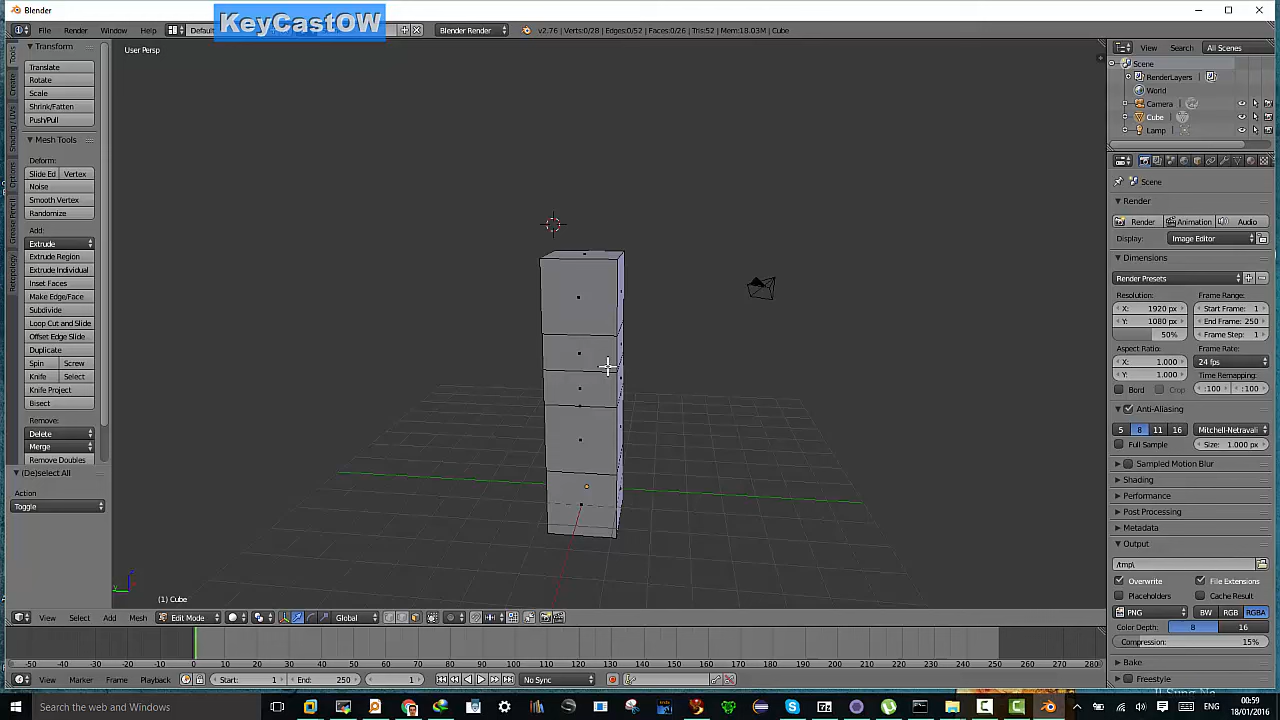 Blender
KeyCastOW
File Render Window Help Default Blender Render v2.76 | Verts:0/28 | Edges:0/52 | Faces:0/26 | Tris:52 | Mem:18.03M | Cube
View Search All Scenes
Transform
User Persp
Scene
Translate
RenderLayers
Rotate
World
Scale
Camera
Shrink/Fatten
Cube
Push/Pull
Lamp
Mesh Tools
Deform:
Slide Ed Vertex
Noise
Scene
Smooth Vertex
Render
Randomize
Render Animation Audio
Add:
Display: Image Editor
Extrude
Extrude Region
Dimensions
Extrude Individual
Render Presets
Inset Faces
Resolution: Frame Range:
Make Edge/Face
X: 1920 px Start Frame: 1
Subdivide
Y: 1080 px End Frame: 250
Loop Cut and Slide
50% Frame Step: 1
Offset Edge Slide
Aspect Ratio: Frame Rate:
Duplicate
X: 1.000 24 fps
Spin Screw
Y: 1.000 Time Remapping:
Knife Select
Bord Crop :100 :100
Knife Project
Bisect
Anti-Aliasing
Remove:
5 8 11 16 Mitchell-Netravali
Delete
Full Sample Size: 1.000 px
Merge
Sampled Motion Blur
Remove Doubles
(De)select All
Shading
Action
Performance
Toggle
Post Processing
Metadata
Output
/tmp\
Overwrite File Extensions
Placeholders Cache Result
(1) Cube
PNG BW RGB RGBA
View Select Add Mesh Edit Mode Global
Color Depth: 8 16
Compression: 15%
Bake
-50 -40 -30 -20 -10 0 10 20 30 40 50 60 70 80 90 100 110 120 130 140 150 160 170 180 190 200 210 220 230 240 250 260 270 280
View Marker Frame Playback Start: 1 End: 250 1 No Sync
Freestyle
Search the web and Windows
ENG
00:59
18/01/2016